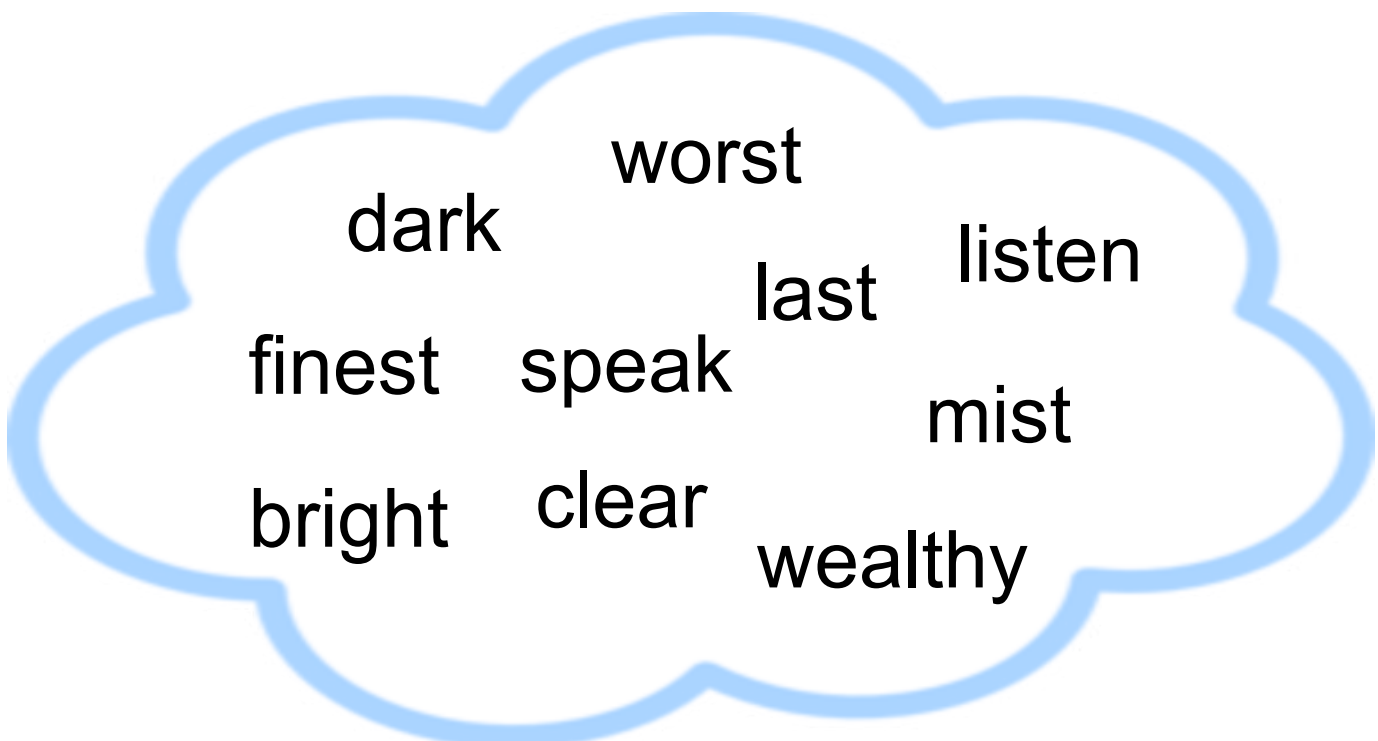 worst
dark
listen
last
finest speak
mist
bright clear
wealthy